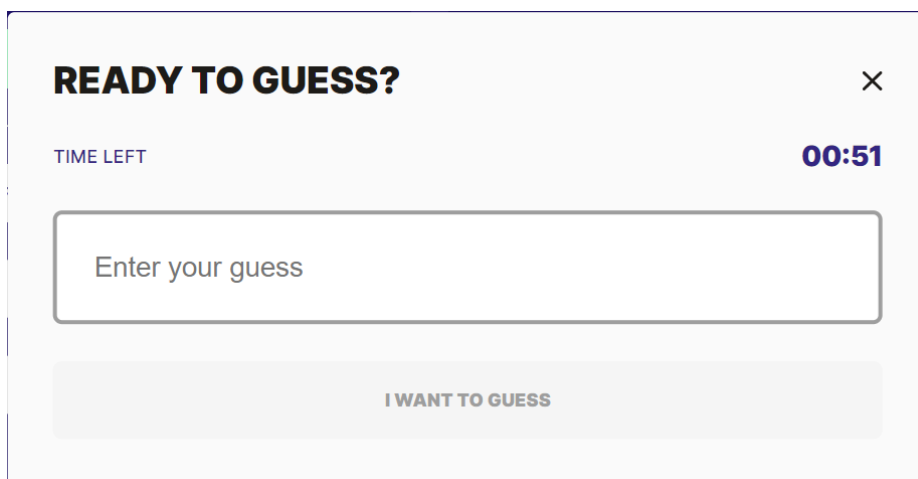 READY TO GUESS?
TIME LEFT 00:51
Enter your guess
I WANT TO GUESS